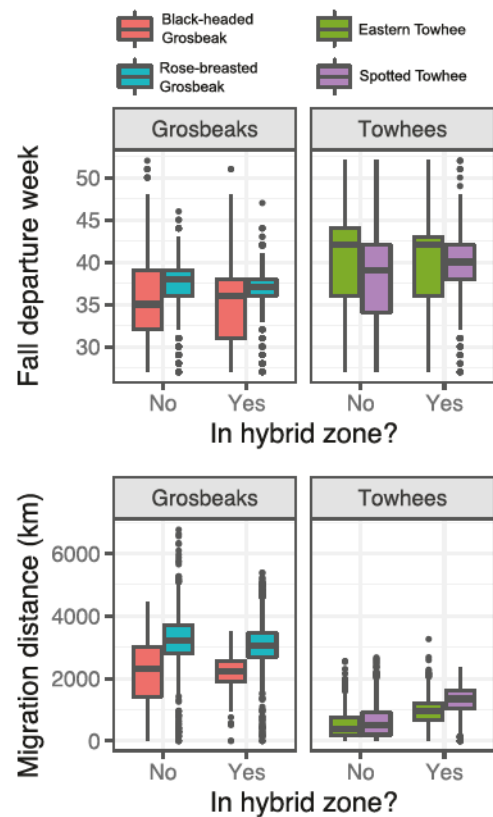 Black-headed
Grosbeak
Eastern Towhee
Rose-breasted
Grosbeak
Spotted Towhee
Grosbeaks
Towhees
Fall departure week
50
45
40
35
30
No
Yes
No
Yes
In hybrid zone?
Grosbeaks
Towhees
Migration distance (km)
6000
4000
2000
0
No
Yes
No
Yes
In hybrid zone?